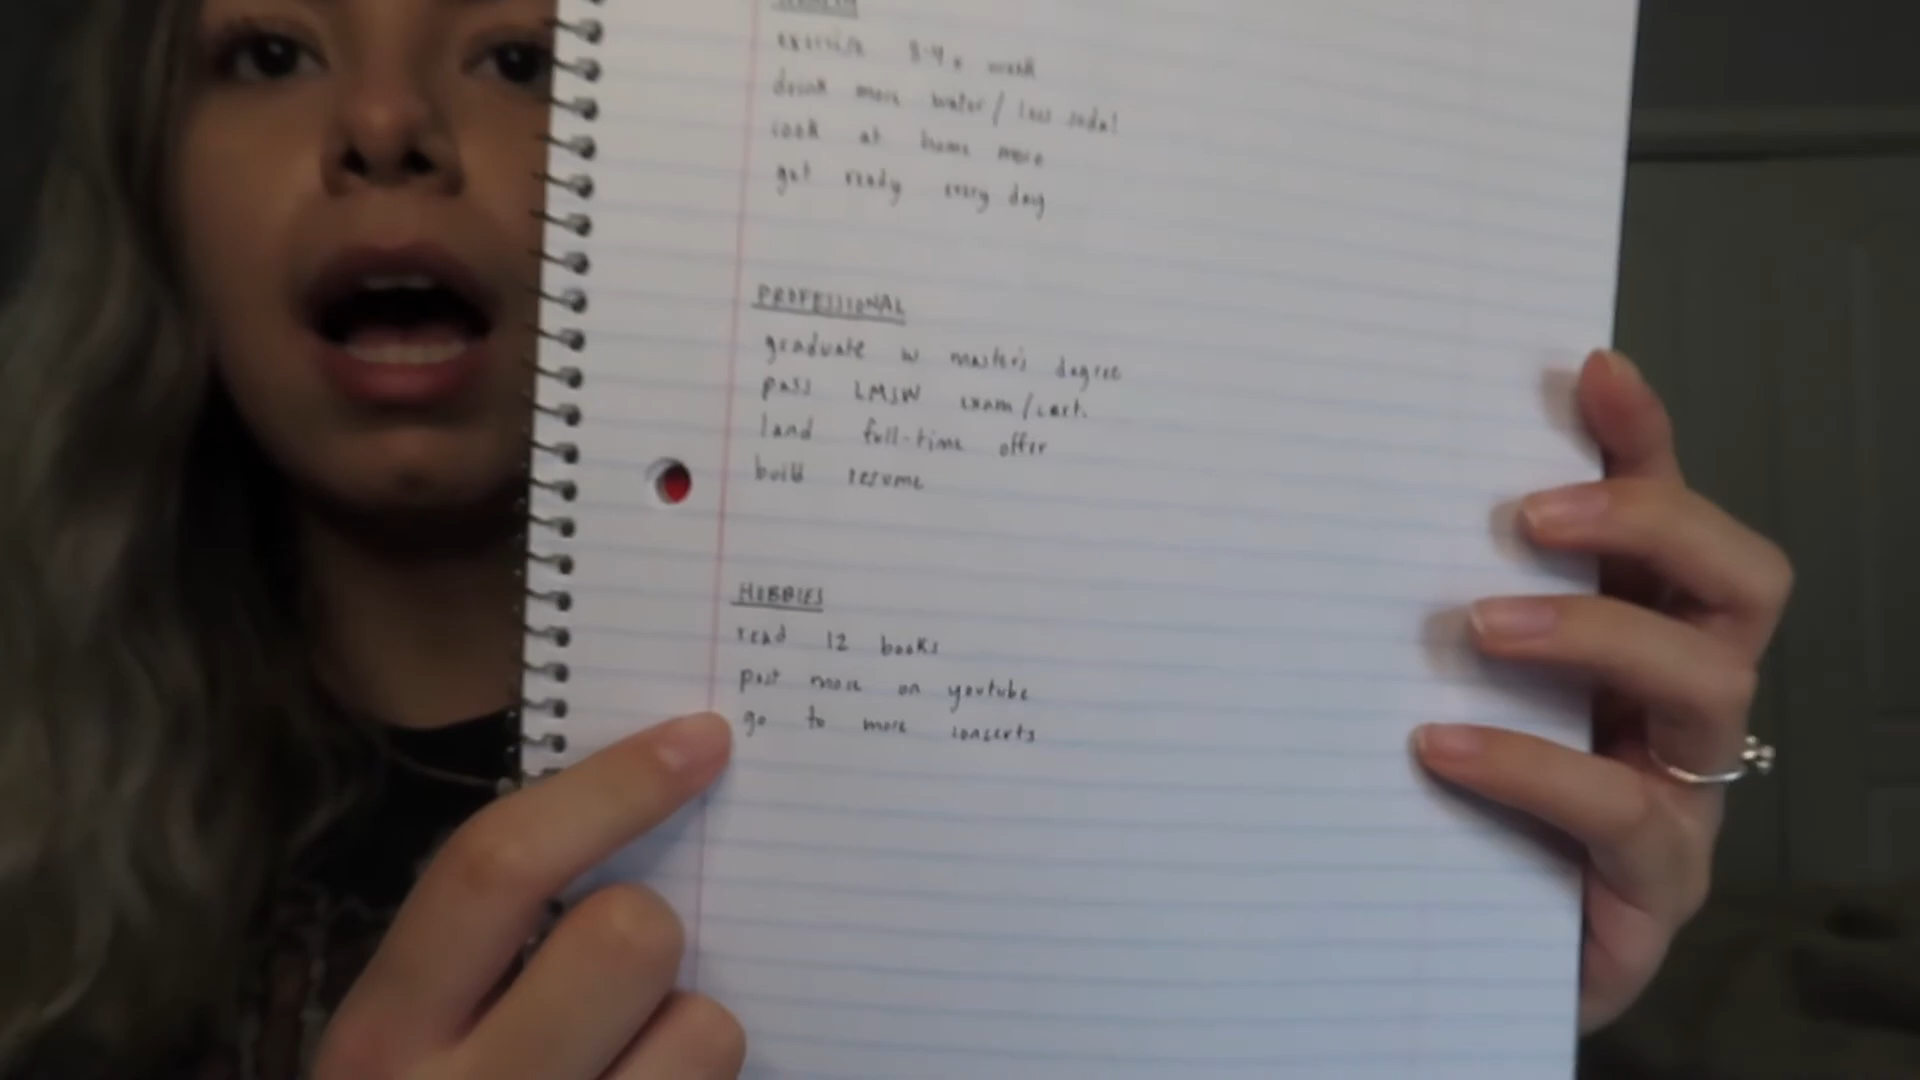 HEALTH
exercise 3-4x week
drink more water/less soda!
cook at home more
get ready every day
PROFESSIONAL
graduate w master's degree
pass LMSW exam/cert.
land full-time offer
build resume
HOBBIES
read 12 books
post more on youtube
go to more concerts